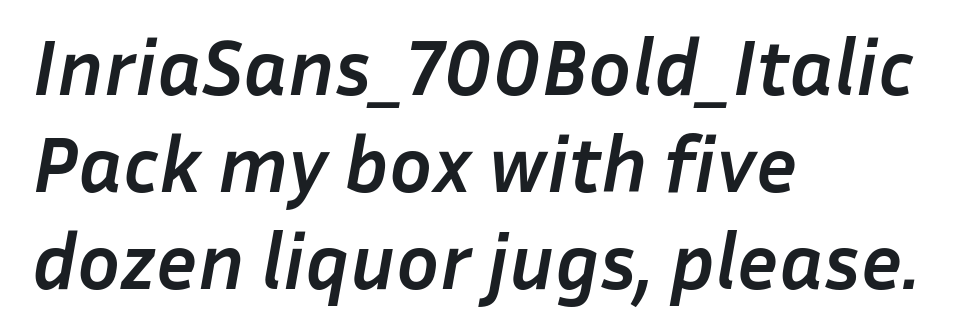 InriaSans_700Bold_Italic
Pack my box with five
dozen liquor jugs, please.